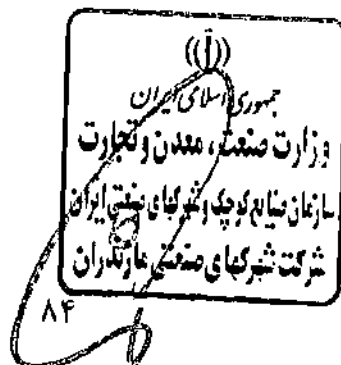 جمهوری اسلامی ایران
وزارت صنعت، معدن و تجارت
سازمان صنایع کوچک و شهرکهای صنعتی ایران
شرکت شهرکهای صنعتی مازندران
۸۴